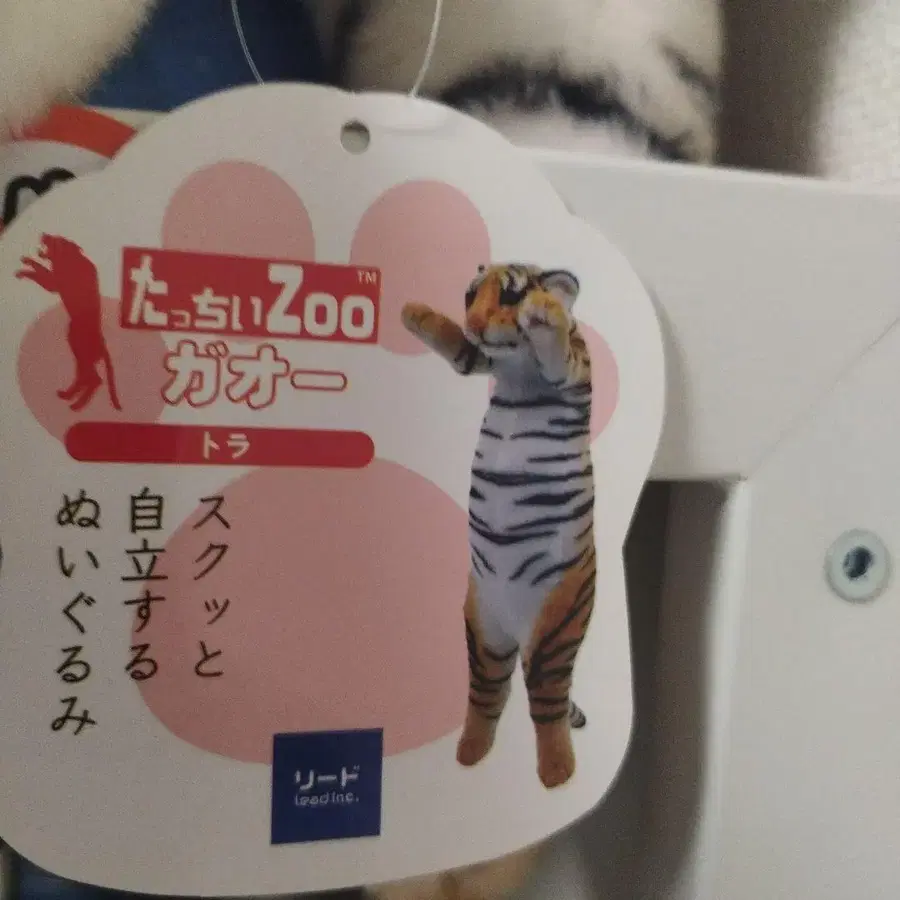 たっちいZoo™
ガオー
トラ
スクッと
自立する
ぬいぐるみ
リード
Lead Inc.